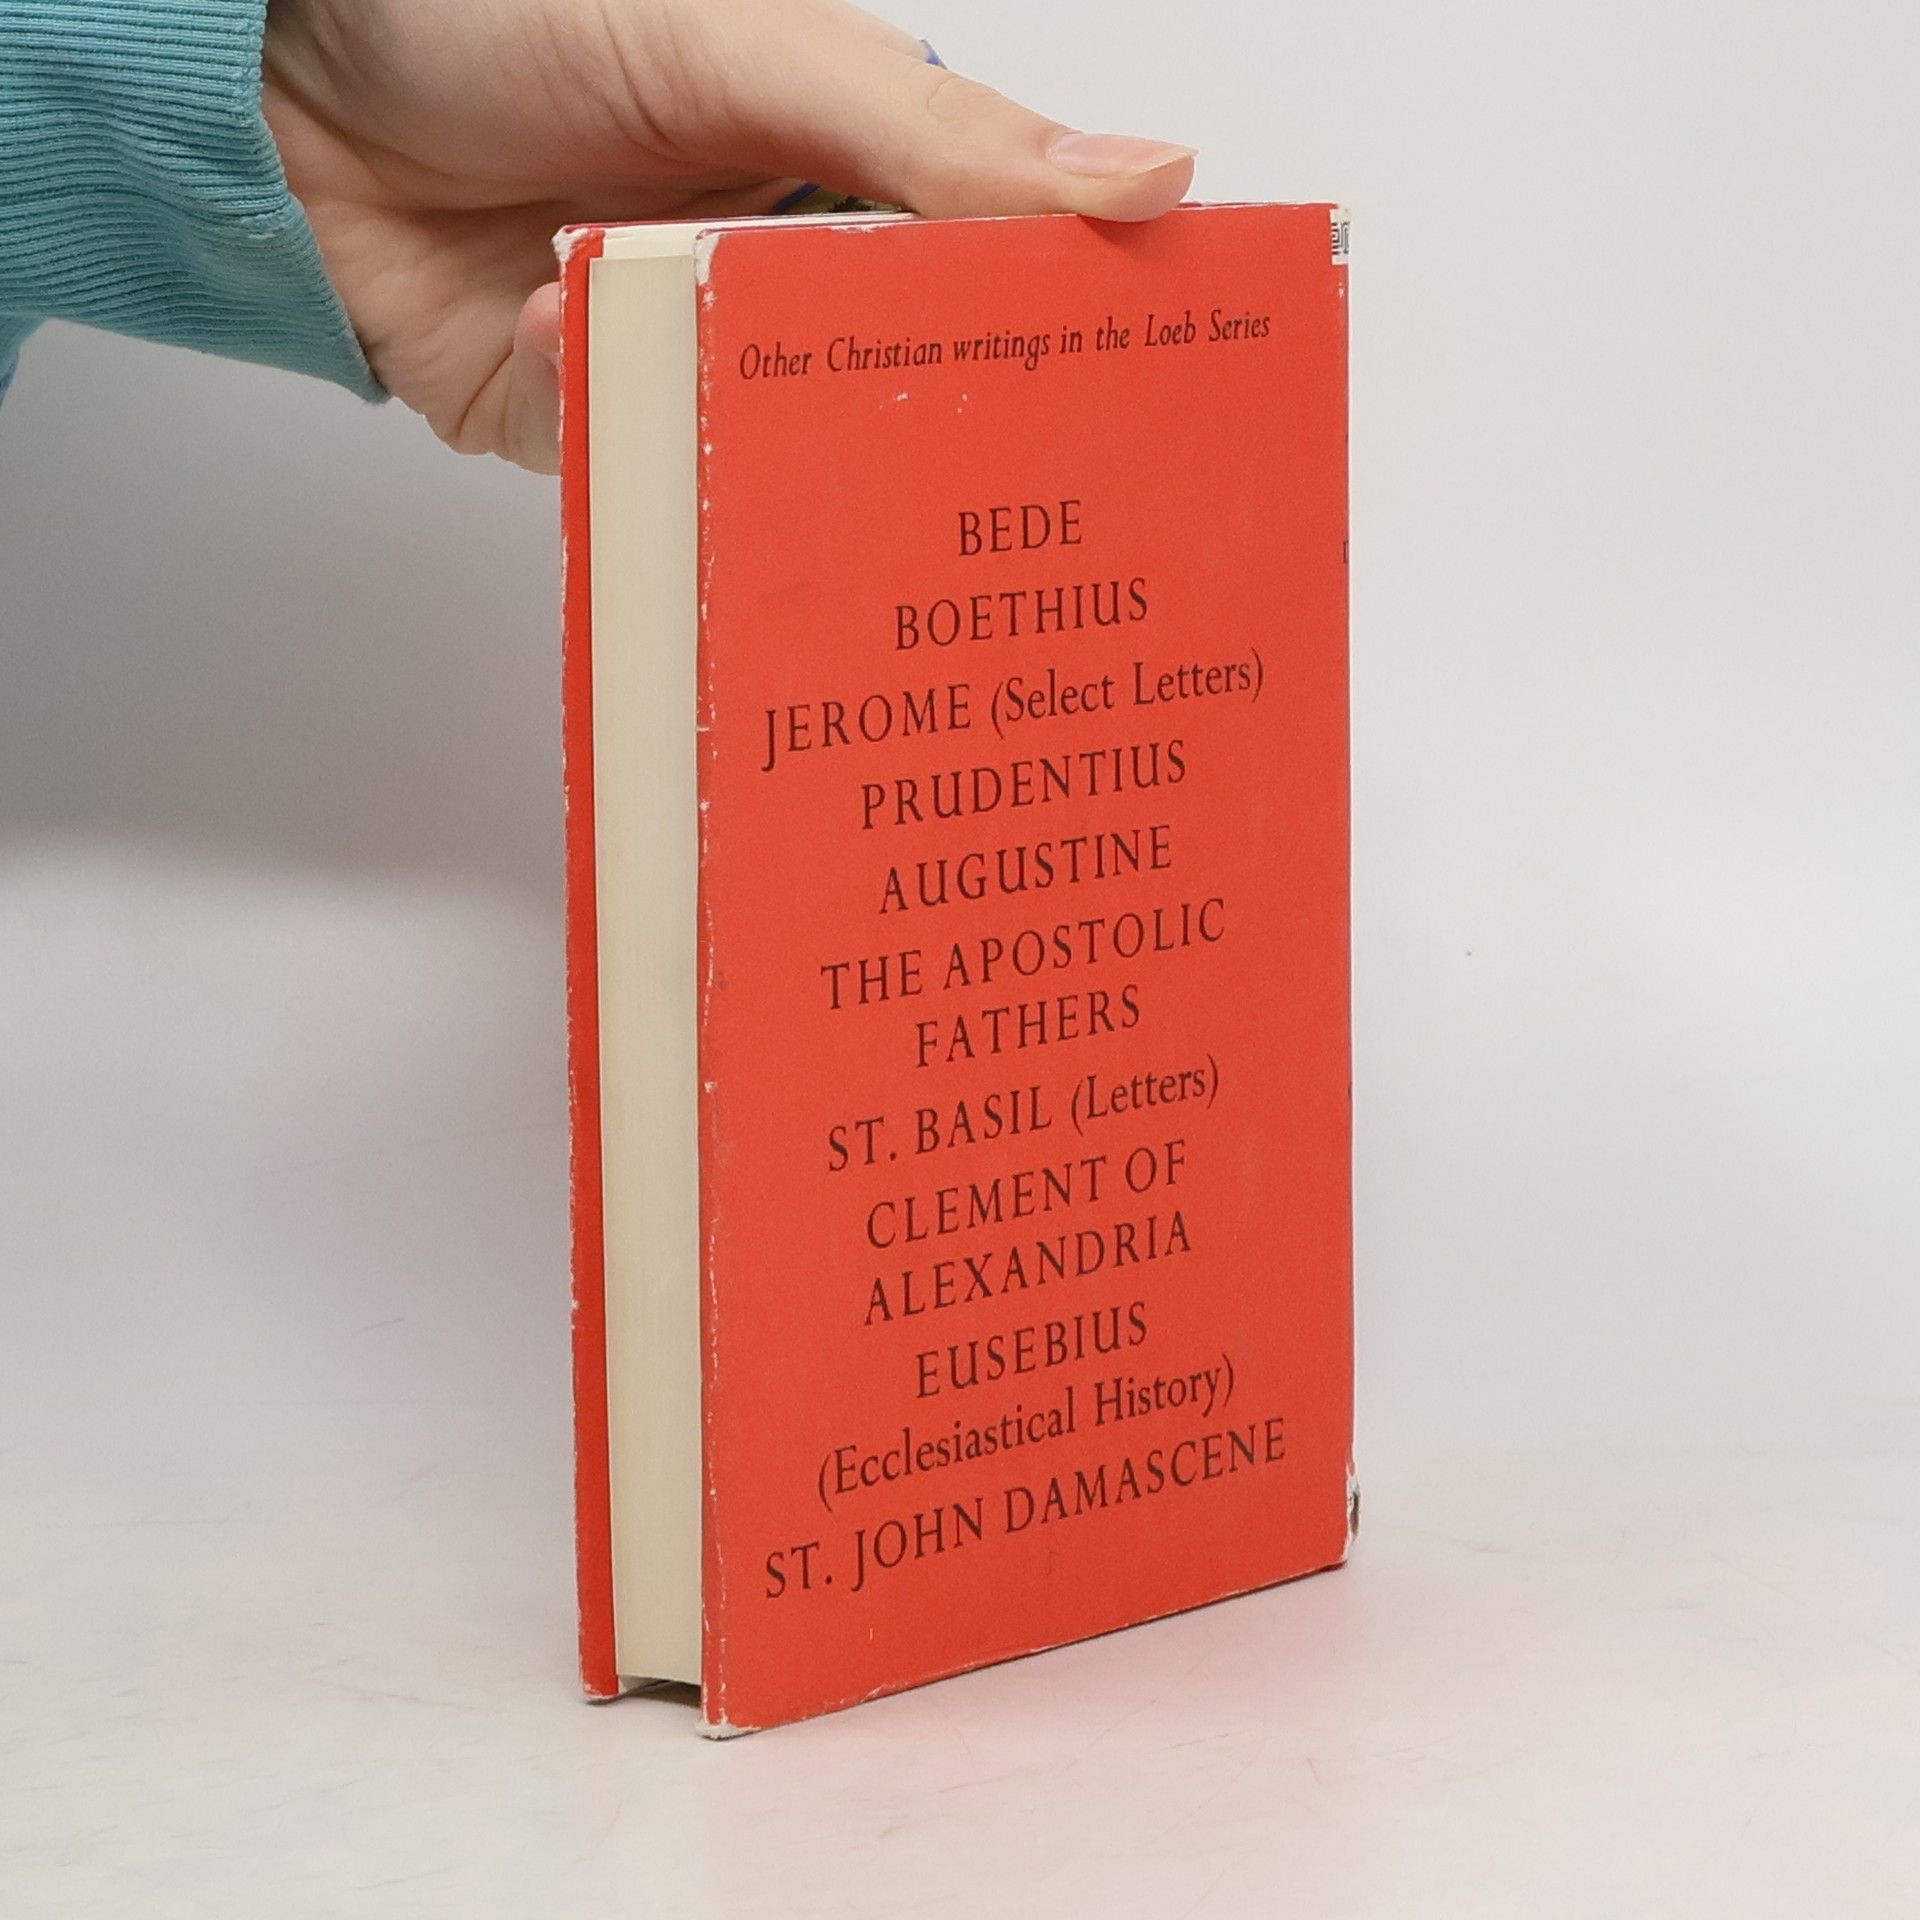 Other Christian writings in the Loeb Series
BEDE
BOETHIUS
JEROME (Select Letters)
PRUDENTIUS
AUGUSTINE
THE APOSTOLIC
FATHERS
ST. BASIL (Letters)
CLEMENT OF
ALEXANDRIA
EUSEBIUS
(Ecclesiastical History)
ST. JOHN DAMASCENE